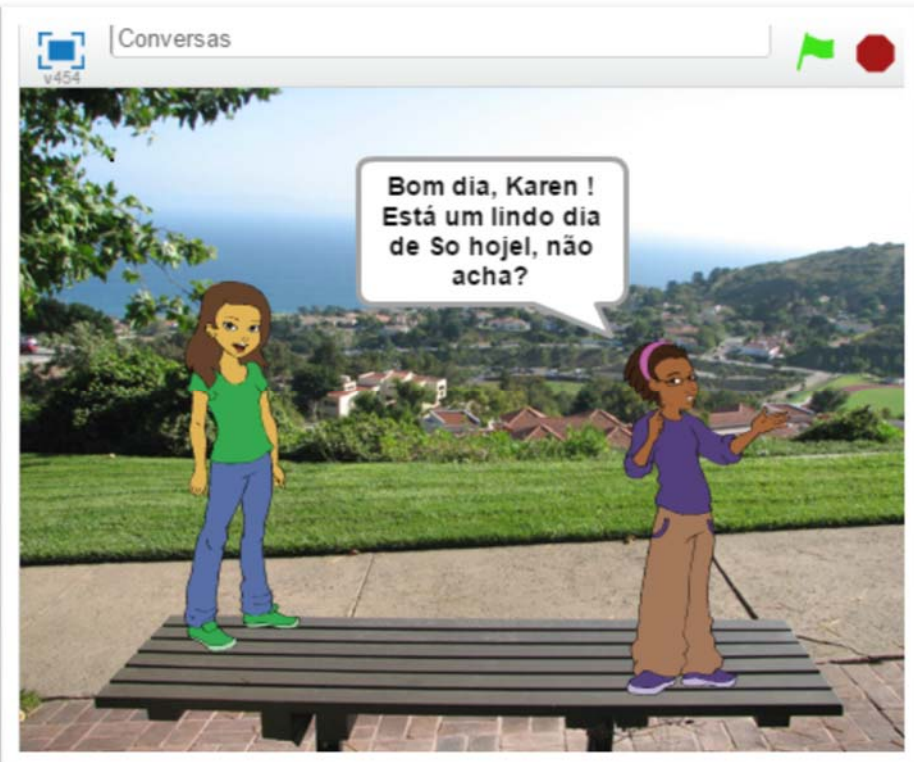 Conversas
v454
Bom dia, Karen !
Está um lindo dia
de So hojel, não
acha?